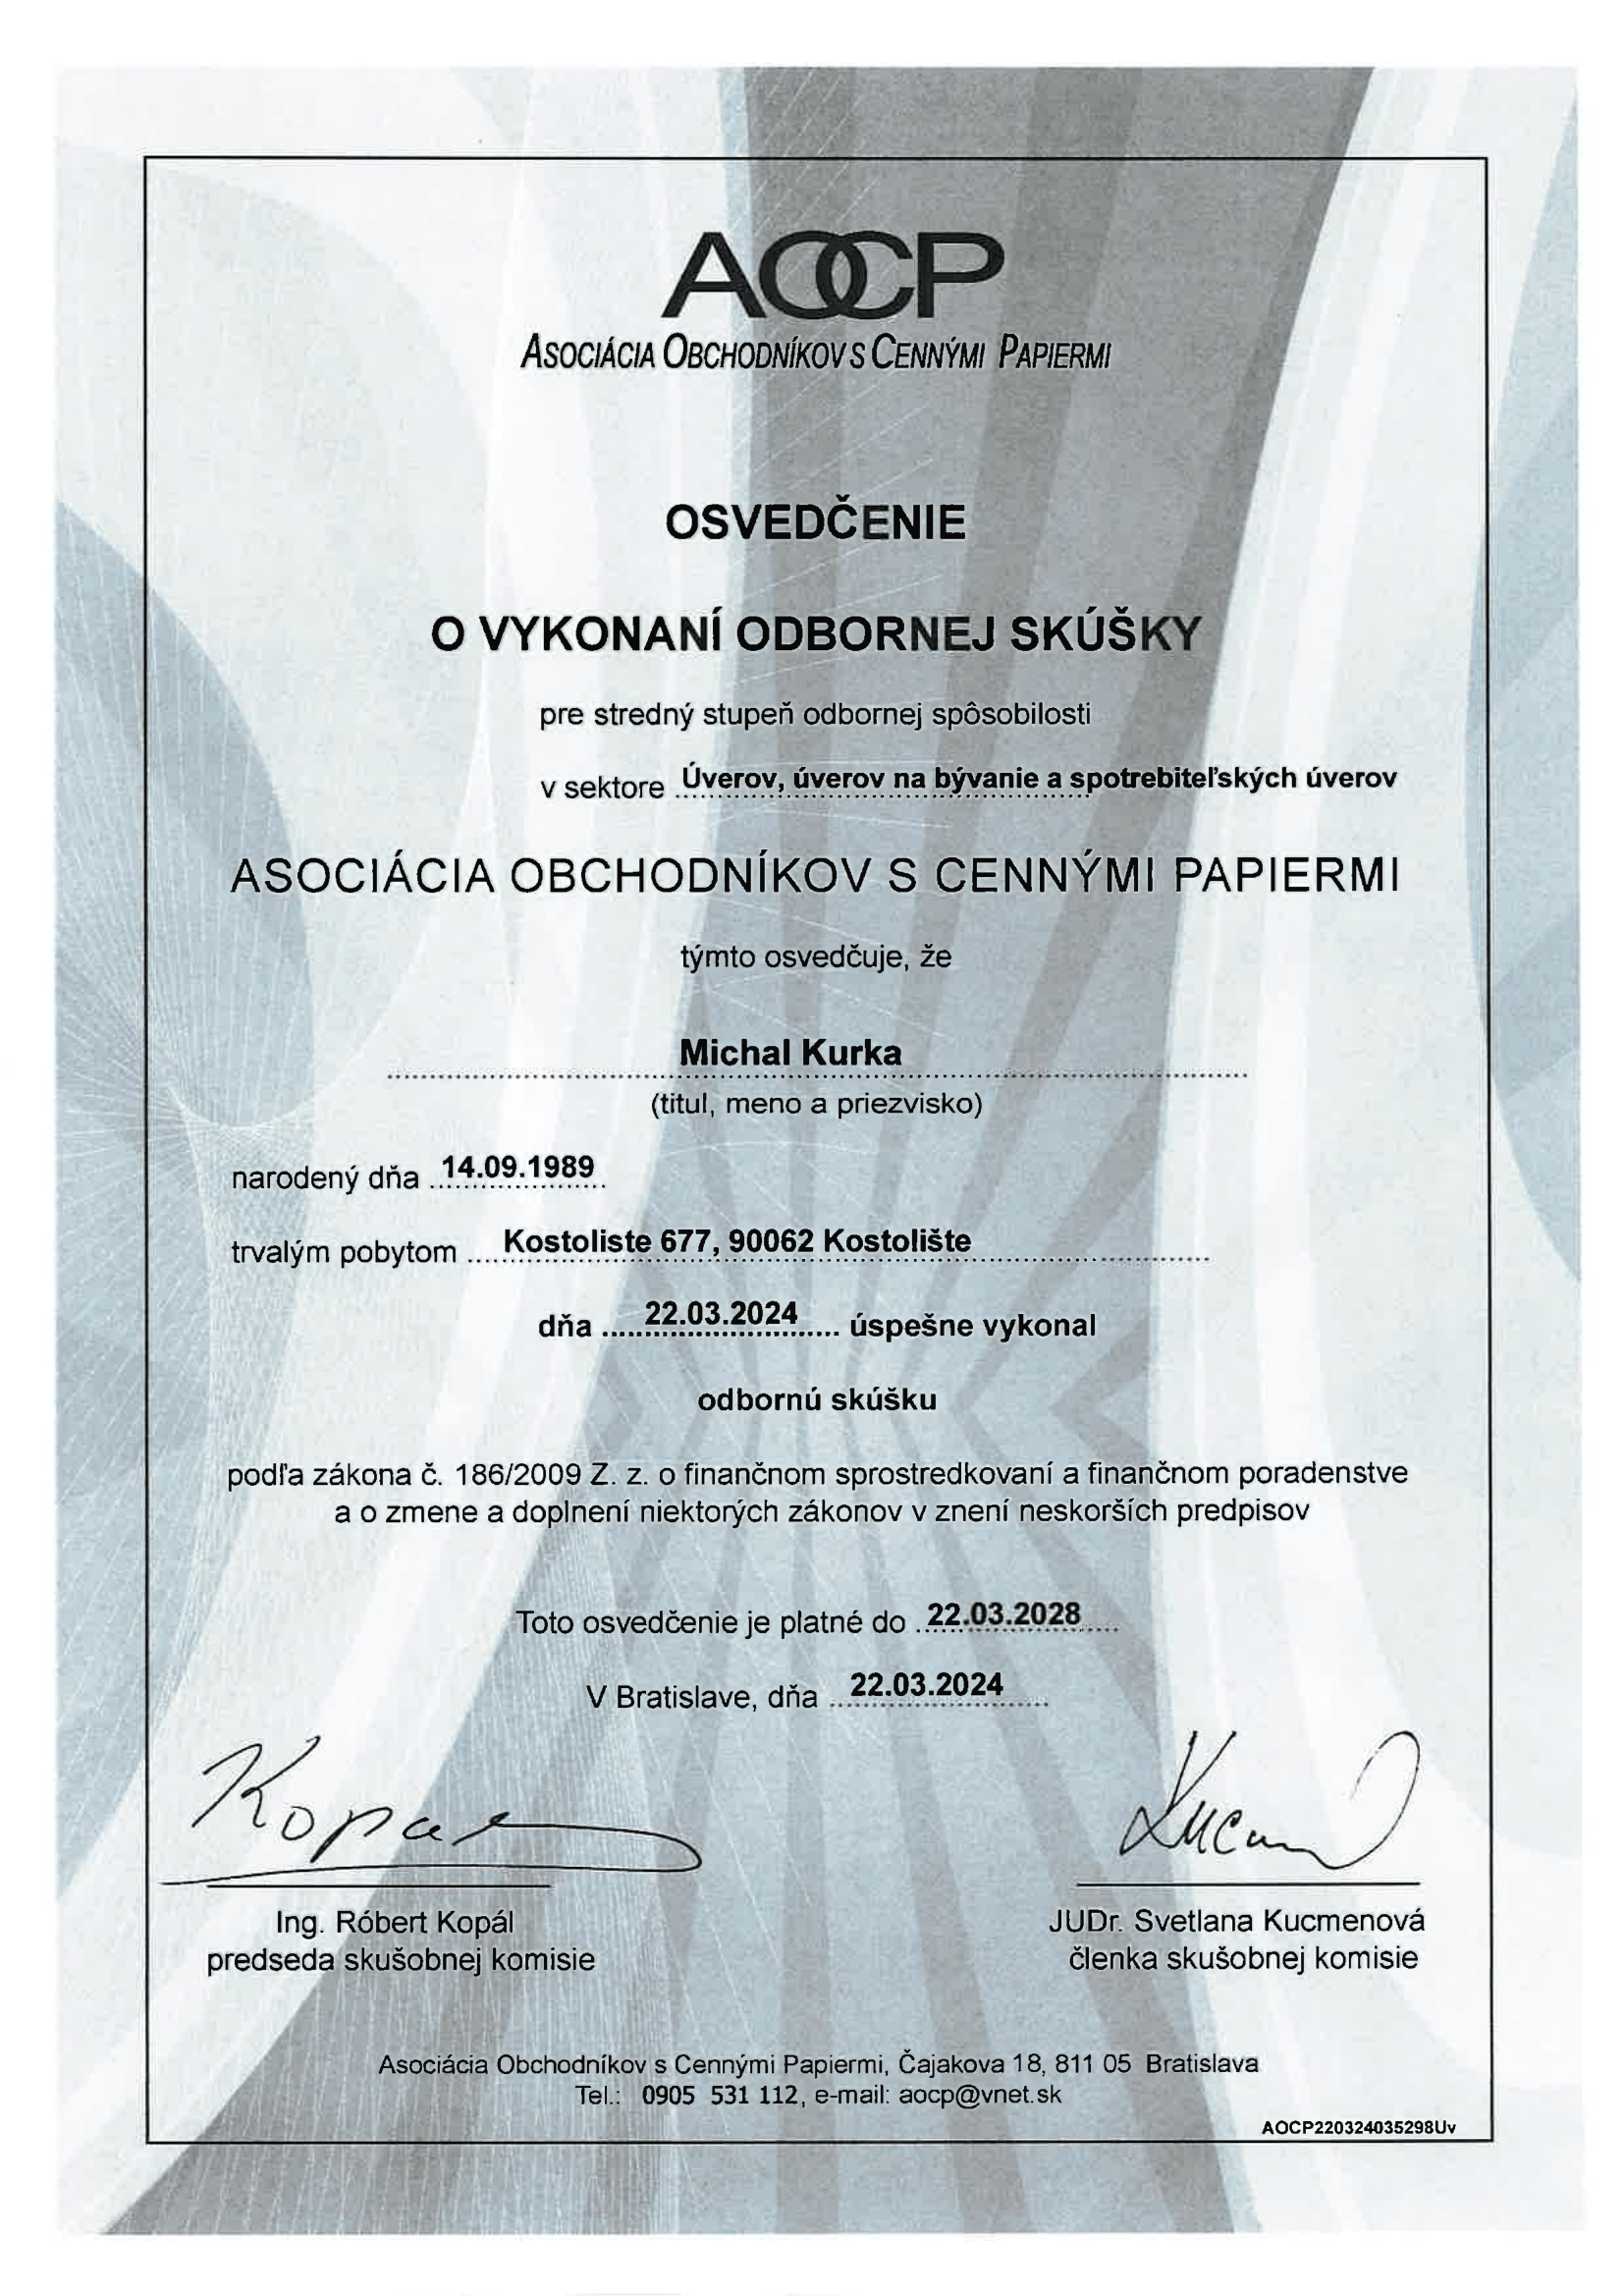 AOCP
ASOCIÁCIA OBCHODNÍKOV S CENNÝMI PAPIERMI
OSVEDČENIE
O VYKONANÍ ODBORNEJ SKÚŠKY
pre stredný stupeň odbornej spôsobilosti
v sektore Úverov, úverov na bývanie a spotrebiteľských úverov
ASOCIÁCIA OBCHODNÍKOV S CENNÝMI PAPIERMI
týmto osvedčuje, že
Michal Kurka
(titul, meno a priezvisko)
narodený dňa 14.09.1989
trvalým pobytom Kostoliste 677, 90062 Kostolište
dňa 22.03.2024 úspešne vykonal
odbornú skúšku
podľa zákona č. 186/2009 Z. z. o finančnom sprostredkovaní a finančnom poradenstve
a o zmene a doplnení niektorých zákonov v znení neskorších predpisov
Toto osvedčenie je platné do 22.03.2028
V Bratislave, dňa 22.03.2024
Ing. Róbert Kopál
predseda skušobnej komisie
JUDr. Svetlana Kucmenová
členka skušobnej komisie
Asociácia Obchodníkov s Cennými Papiermi, Čajakova 18, 811 05 Bratislava
Tel.: 0905 531 112, e-mail: aocp@vnet.sk
AOCP220324035298Uv